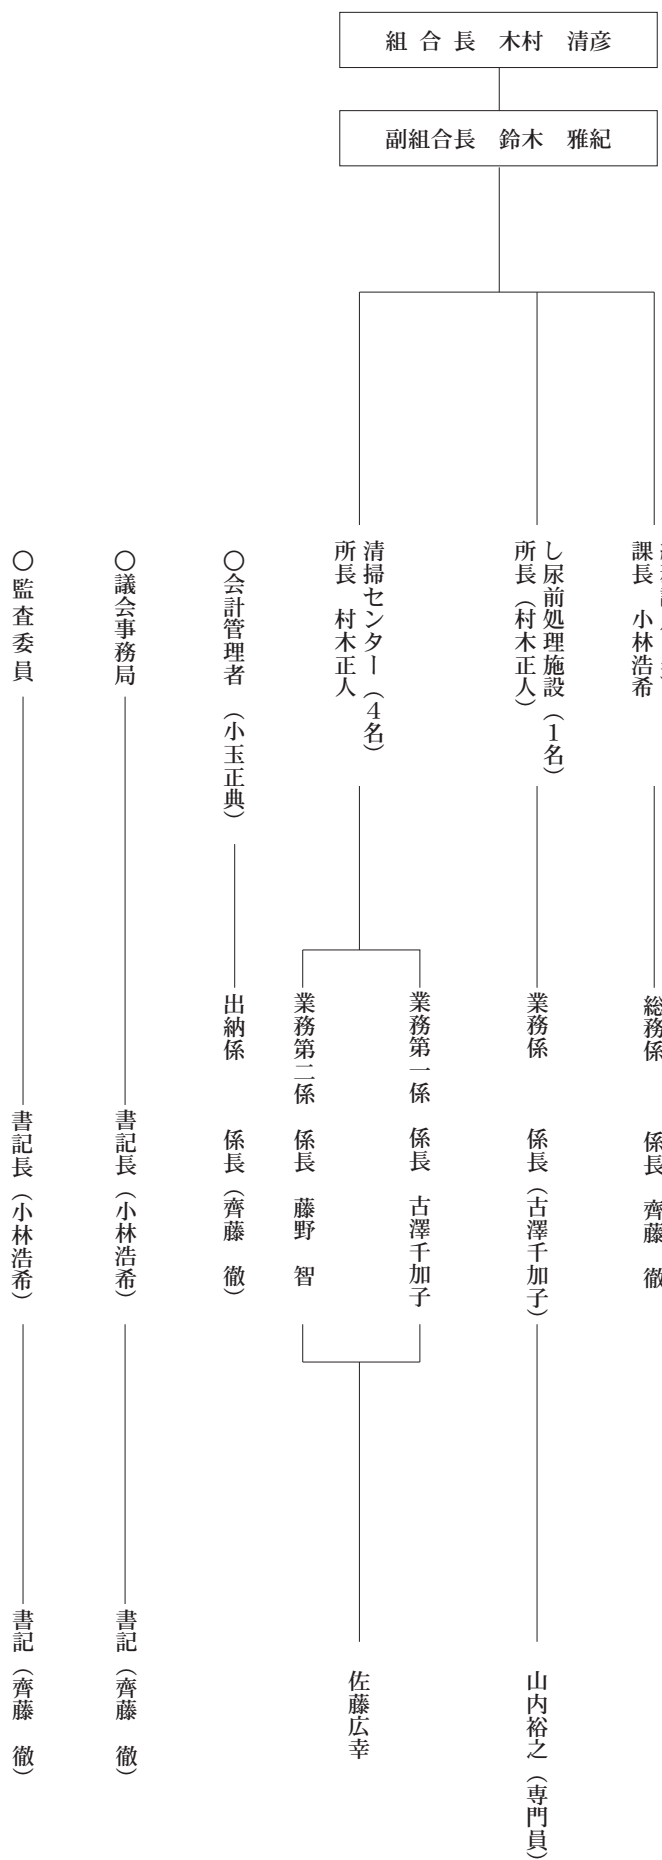 組合長　木村　清彦
副組合長　鈴木　雅紀
課長　小林浩希
総務係　係長　齊藤　徹
し尿前処理施設（１名）
所長（村木正人）
業務係　係長（古澤千加子）
山内裕之（専門員）
清掃センター（４名）
所長　村木正人
業務第一係　係長　古澤千加子
業務第二係　係長　藤野　智
佐藤広幸
○会計管理者　（小玉正典）
出納係　係長（齊藤　徹）
○議会事務局
書記長（小林浩希）
書記（齊藤　徹）
○監査委員
書記長（小林浩希）
書記（齊藤　徹）